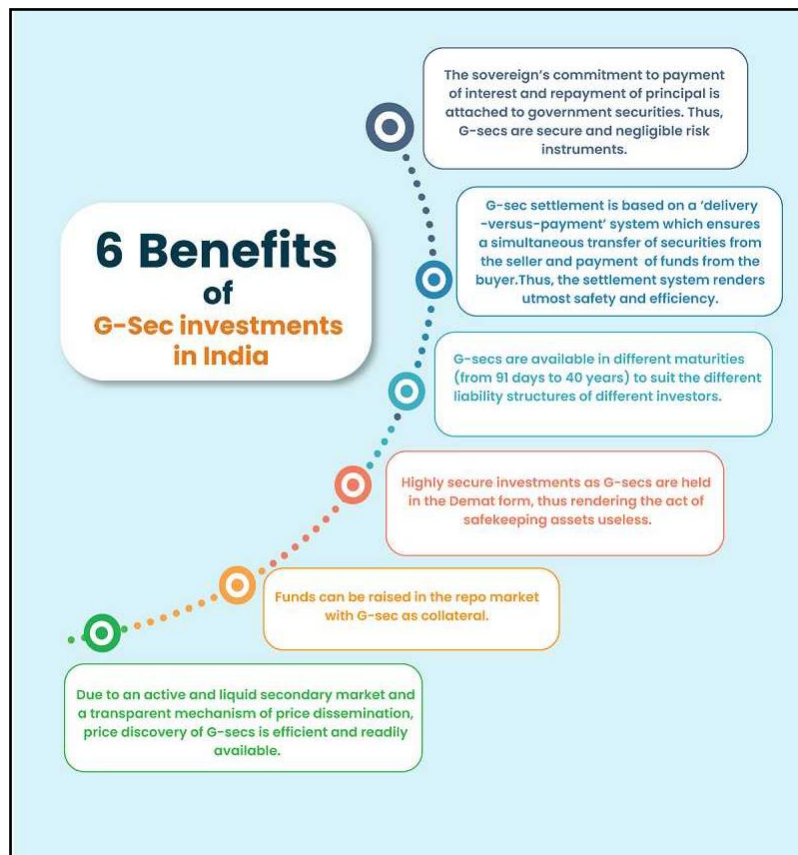 6 Benefits
of
G-Sec investments
in India
The sovereign's commitment to payment
of interest and repayment of principal is
attached to government securities. Thus,
G-secs are secure and negligible risk
instruments.
G-sec settlement is based on a 'delivery
-versus-payment' system which ensures
a simultaneous transfer of securities from
the seller and payment of funds from the
buyer.Thus, the settlement system renders
utmost safety and efficiency.
G-secs are available in different maturities
(from 91 days to 40 years) to suit the different
liability structures of different investors.
Highly secure investments as G-secs are held
in the Demat form, thus rendering the act of
safekeeping assets useless.
Funds can be raised in the repo market
with G-sec as collateral.
Due to an active and liquid secondary market and
a transparent mechanism of price dissemination,
price discovery of G-secs is efficient and readily
available.